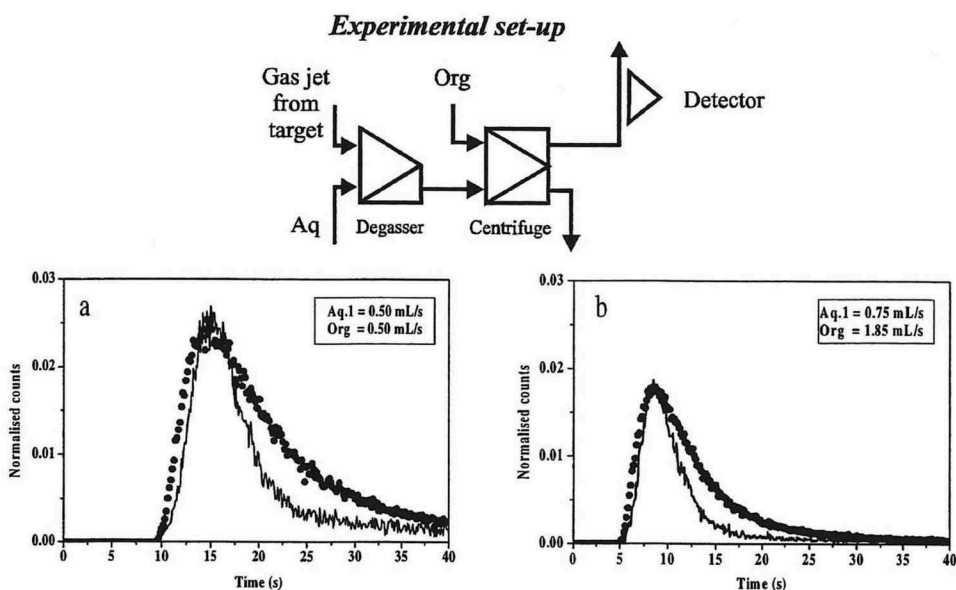 Experimental set-up
Gas jet
from
target
Org
Detector
Aq
Degasser
Centrifuge
a
Aq.1 = 0.50 mL/s
Org = 0.50 mL/s
Normalised counts
0.03
0.02
0.01
0.00
0 5 10 15 20 25 30 35 40
Time (s)
b
Aq.1 = 0.75 mL/s
Org = 1.85 mL/s
Normalised counts
0.03
0.02
0.01
0.00
0 5 10 15 20 25 30 35 40
Time (s)